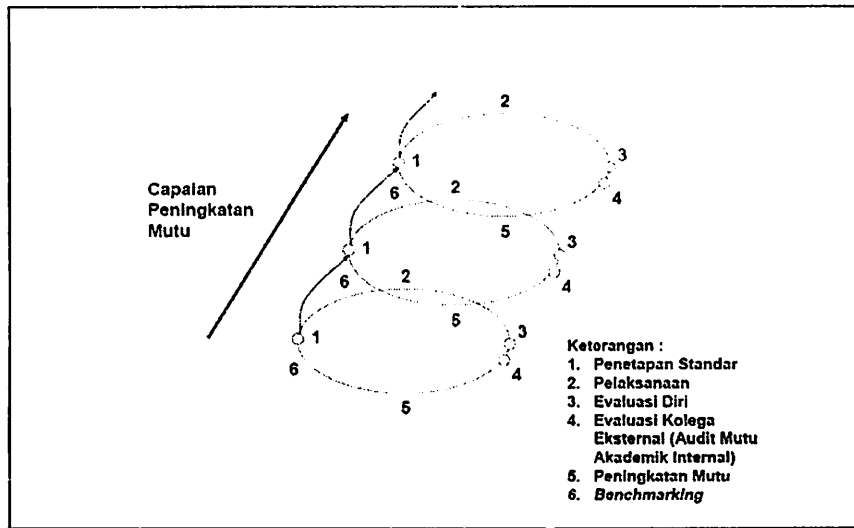 2
1
3
4
Capaian
Peningkatan
Mutu
6
2
5
1
3
4
6
2
5
1
3
4
6
5
Keterangan :
1. Penetapan Standar
2. Pelaksanaan
3. Evaluasi Diri
4. Evaluasi Kolega
Eksternal (Audit Mutu
Akademik Internal)
5. Peningkatan Mutu
6. Benchmarking